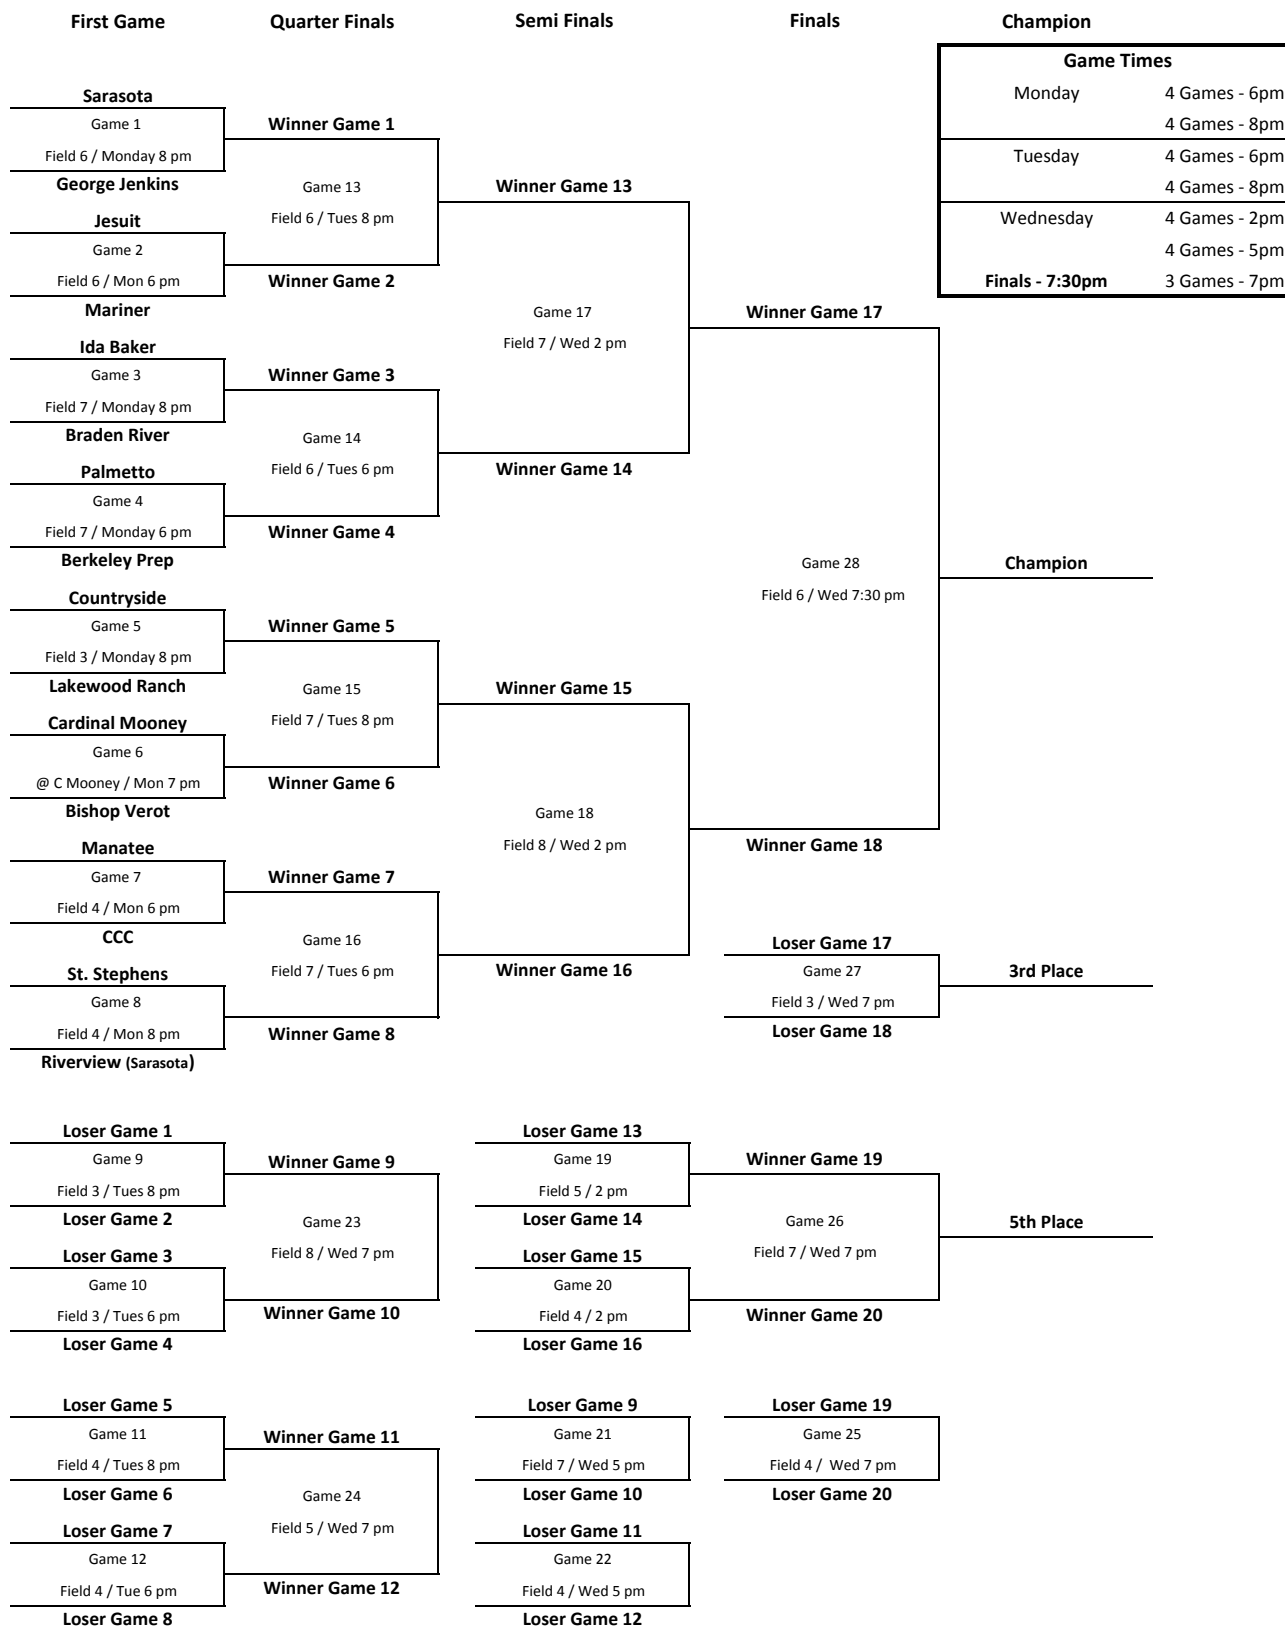 First Game Quarter Finals Semi Finals Finals Champion
Game Times
Monday 4 Games - 6pm
4 Games - 8pm
Tuesday 4 Games - 6pm
4 Games - 8pm
Wednesday 4 Games - 2pm
4 Games - 5pm
Finals - 7:30pm 3 Games - 7pm
Sarasota
Game 1
Field 6 / Monday 8 pm
George Jenkins
Jesuit
Game 2
Field 6 / Mon 6 pm
Mariner
Ida Baker
Game 3
Field 7 / Monday 8 pm
Braden River
Palmetto
Game 4
Field 7 / Monday 6 pm
Berkeley Prep
Countryside
Game 5
Field 3 / Monday 8 pm
Lakewood Ranch
Cardinal Mooney
Game 6
@ C Mooney / Mon 7 pm
Bishop Verot
Manatee
Game 7
Field 4 / Mon 6 pm
CCC
St. Stephens
Game 8
Field 4 / Mon 8 pm
Riverview (Sarasota)
Winner Game 1
Game 13
Field 6 / Tues 8 pm
Winner Game 2
Winner Game 3
Game 14
Field 6 / Tues 6 pm
Winner Game 4
Winner Game 5
Game 15
Field 7 / Tues 8 pm
Winner Game 6
Winner Game 7
Game 16
Field 7 / Tues 6 pm
Winner Game 8
Winner Game 13
Game 17
Field 7 / Wed 2 pm
Winner Game 14
Winner Game 15
Game 18
Field 8 / Wed 2 pm
Winner Game 16
Winner Game 17
Game 28
Field 6 / Wed 7:30 pm
Winner Game 18
Champion
Loser Game 17
Game 27
Field 3 / Wed 7 pm
Loser Game 18
3rd Place
Loser Game 1
Game 9
Field 3 / Tues 8 pm
Loser Game 2
Loser Game 3
Game 10
Field 3 / Tues 6 pm
Loser Game 4
Winner Game 9
Game 23
Field 8 / Wed 7 pm
Winner Game 10
Loser Game 13
Game 19
Field 5 / 2 pm
Loser Game 14
Loser Game 15
Game 20
Field 4 / 2 pm
Loser Game 16
Winner Game 19
Game 26
Field 7 / Wed 7 pm
Winner Game 20
5th Place
Loser Game 5
Game 11
Field 4 / Tues 8 pm
Loser Game 6
Loser Game 7
Game 12
Field 4 / Tue 6 pm
Loser Game 8
Winner Game 11
Game 24
Field 5 / Wed 7 pm
Winner Game 12
Loser Game 9
Game 21
Field 7 / Wed 5 pm
Loser Game 10
Loser Game 11
Game 22
Field 4 / Wed 5 pm
Loser Game 12
Loser Game 19
Game 25
Field 4 / Wed 7 pm
Loser Game 20